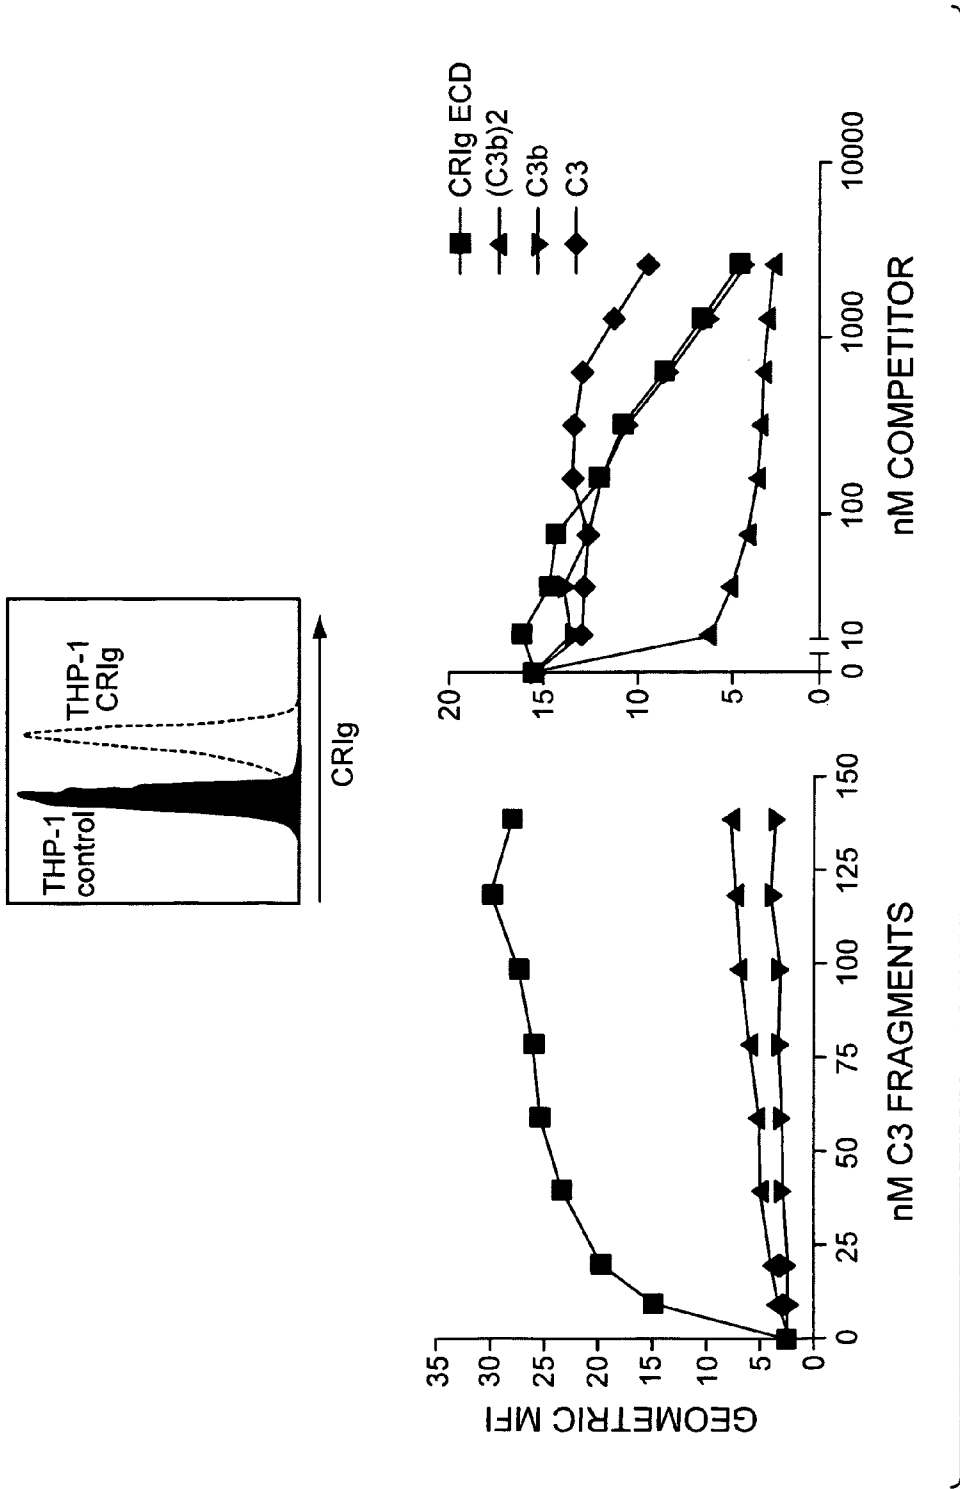 THP-1
control
THP-1
CRIg
CRIg
GEOMETRIC MFI
35
30
25
20
15
10
5
0
0
25
50
75
100
125
150
nM C3 FRAGMENTS
20
15
10
5
0
0
10
100
1000
10000
nM COMPETITOR
CRIg ECD
(C3b)2
C3b
C3